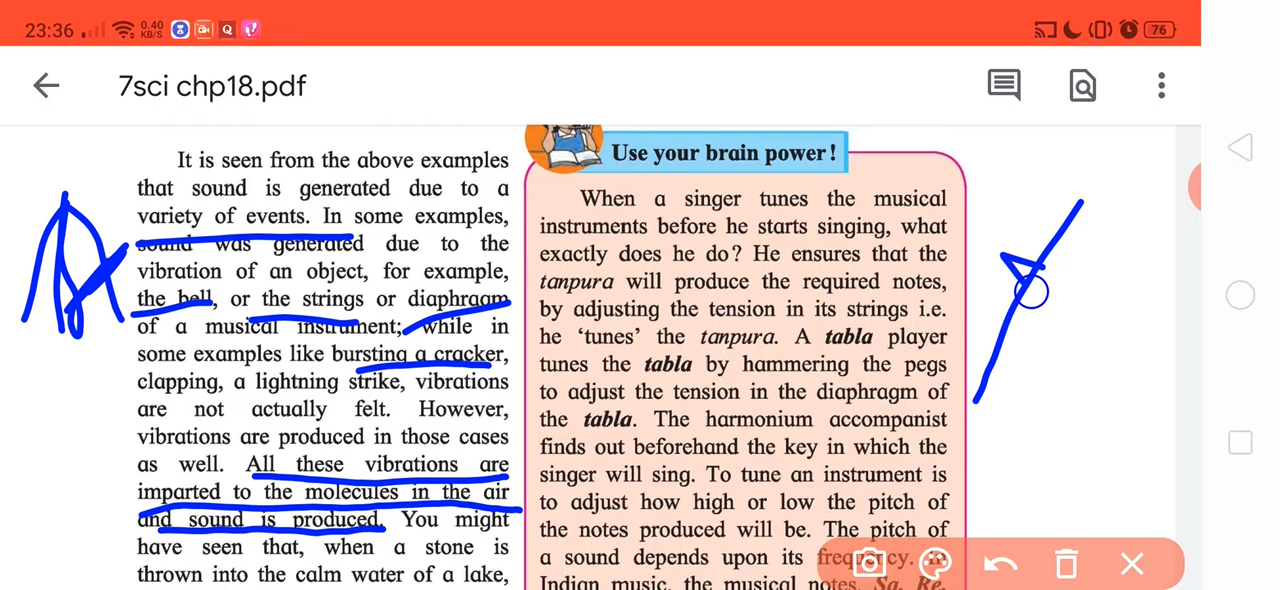 23:36
0.40
KB/S
Q
76
7sci chp18.pdf
It is seen from the above examples
that sound is generated due to a
variety of events. In some examples,
sound was generated due to the
vibration of an object, for example,
the bell, or the strings or diaphragm
of a musical instrument; while in
some examples like bursting a cracker,
clapping, a lightning strike, vibrations
are not actually felt. However,
vibrations are produced in those cases
as well. All these vibrations are
imparted to the molecules in the air
and sound is produced. You might
have seen that, when a stone is
thrown into the calm water of a lake,
Use your brain power!
When a singer tunes the musical
instruments before he starts singing, what
exactly does he do? He ensures that the
tanpura will produce the required notes,
by adjusting the tension in its strings i.e.
he ‘tunes’ the tanpura. A tabla player
tunes the tabla by hammering the pegs
to adjust the tension in the diaphragm of
the tabla. The harmonium accompanist
finds out beforehand the key in which the
singer will sing. To tune an instrument is
to adjust how high or low the pitch of
the notes produced will be. The pitch of
a sound depends upon its frequency. In
Indian music, the musical notes, Sa, Re,